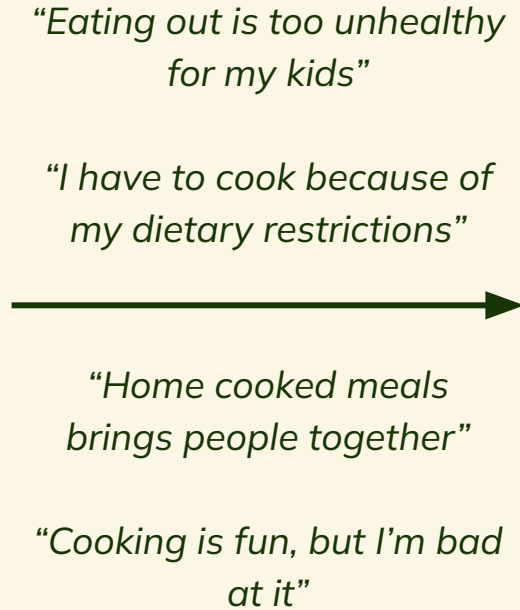 “Eating out is too unhealthy
for my kids”
“I have to cook because of
my dietary restrictions”
“Home cooked meals
brings people together”
“Cooking is fun, but I’m bad
at it”